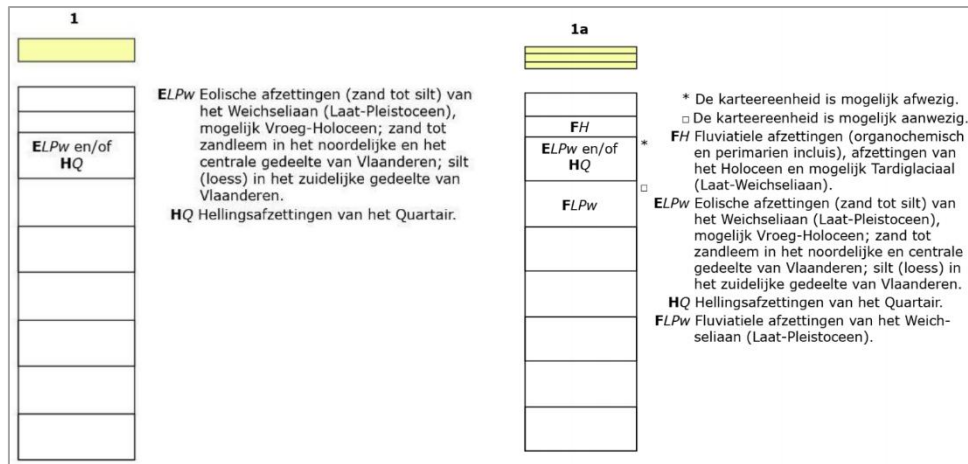 1
ELPw en/of
HQ
ELPw Eolische afzettingen (zand tot silt) van
het Weichseliaan (Laat-Pleistoceen),
mogelijk Vroeg-Holoceen; zand tot
zandleem in het noordelijke en het
centrale gedeelte van Vlaanderen; silt
(loess) in het zuidelijke gedeelte van
Vlaanderen.
HQ Hellingsafzettingen van het Quartair.
1a
FH
ELPw en/of
HQ
*
□
FLPw
* De karteereenheid is mogelijk afwezig.
□ De karteereenheid is mogelijk aanwezig.
FH Fluviatiele afzettingen (organochemisch
en perimarien incluis), afzettingen van
het Holoceen en mogelijk Tardiglaciaal
(Laat-Weichseliaan).
ELPw Eolische afzettingen (zand tot silt) van
het Weichseliaan (Laat-Pleistoceen),
mogelijk Vroeg-Holoceen; zand tot
zandleem in het noordelijke en centrale
gedeelte van Vlaanderen; silt (loess) in
het zuidelijke gedeelte van Vlaanderen.
HQ Hellingsafzettingen van het Quartair.
FLPw Fluviatiele afzettingen van het Weich-
seliaan (Laat-Pleistoceen).